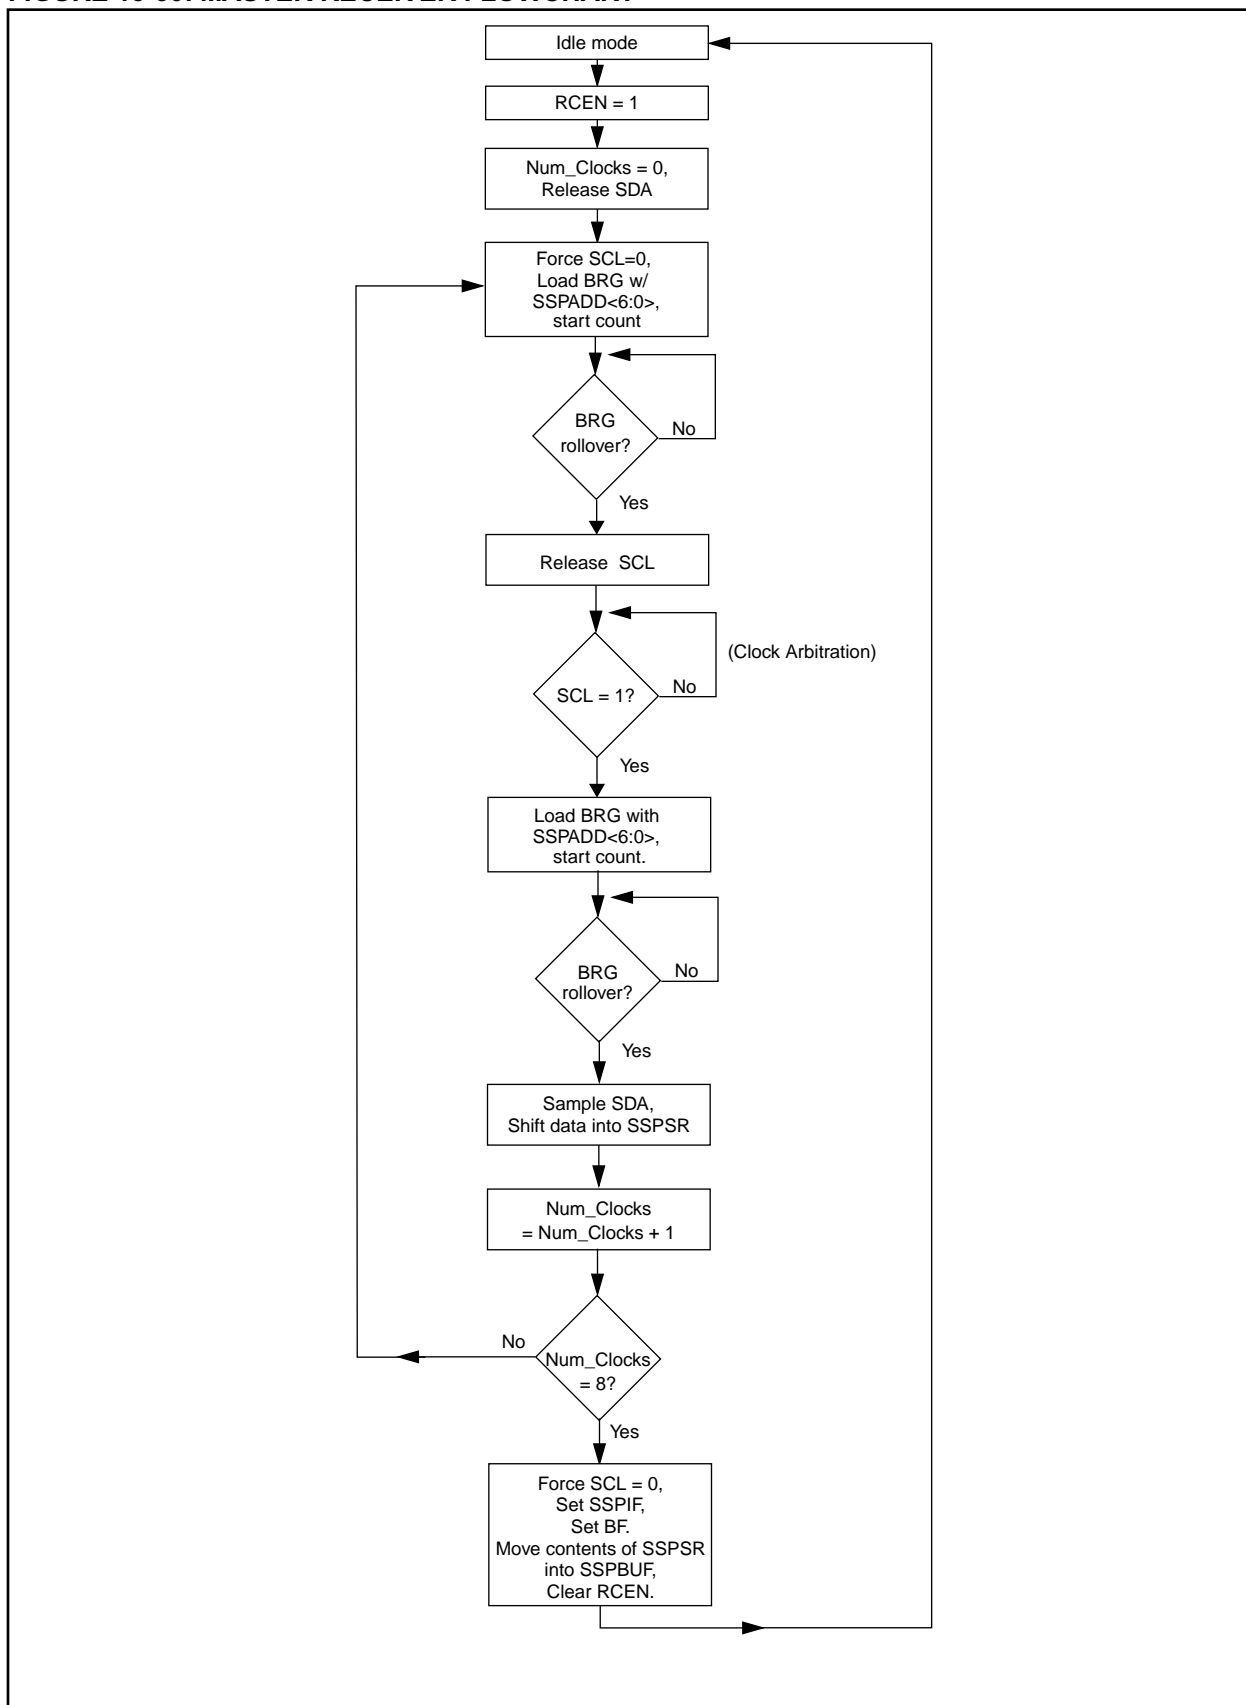 Idle mode
RCEN = 1
Num_Clocks = 0,
Release SDA
Force SCL=0,
Load BRG w/
SSPADD<6:0>,
start count
BRG
rollover?
No
Yes
Release SCL
(Clock Arbitration)
SCL = 1?
No
Yes
Load BRG with
SSPADD<6:0>,
start count.
BRG
rollover?
No
Yes
Sample SDA,
Shift data into SSPSR
Num_Clocks
= Num_Clocks + 1
No
Num_Clocks
= 8?
Yes
Force SCL = 0,
Set SSPIF,
Set BF.
Move contents of SSPSR
into SSPBUF,
Clear RCEN.